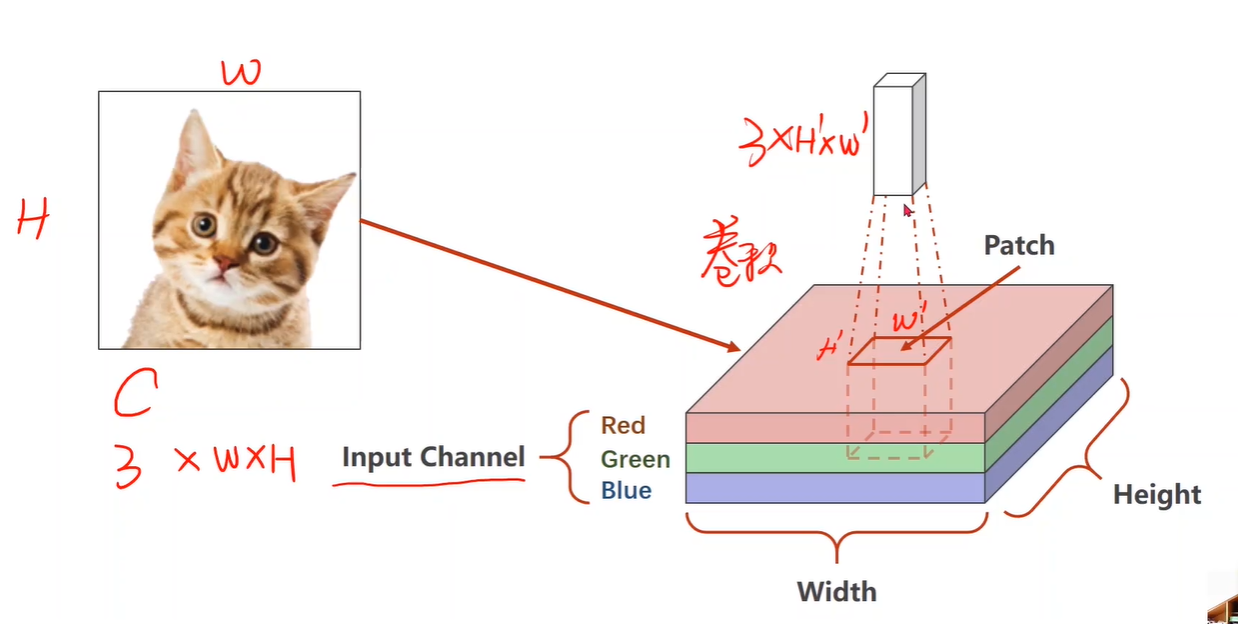 W
H
C
3 × W × H
Input Channel
Red
Green
Blue
3 × H' × W'
卷积
Patch
W'
H'
Height
Width